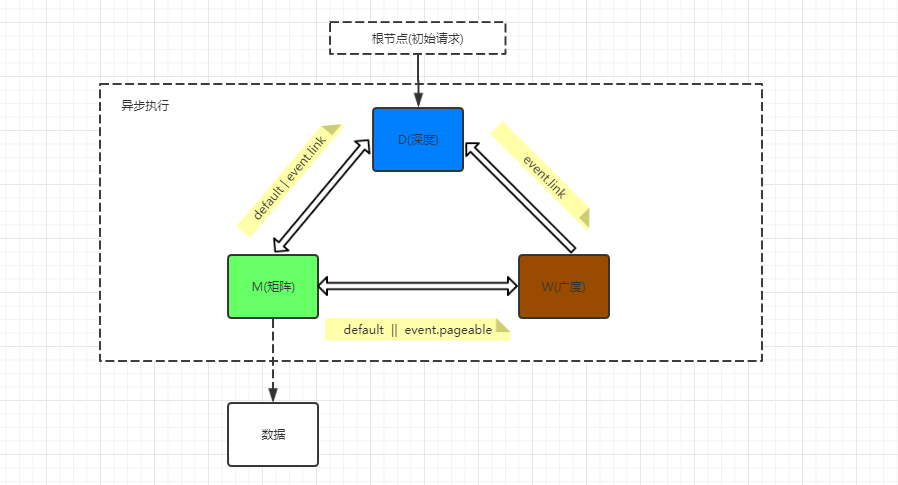 根节点(初始请求)
异步执行
D(深度)
default | event.link
event.link
M(矩阵)
W(广度)
default || event.pageable
数据